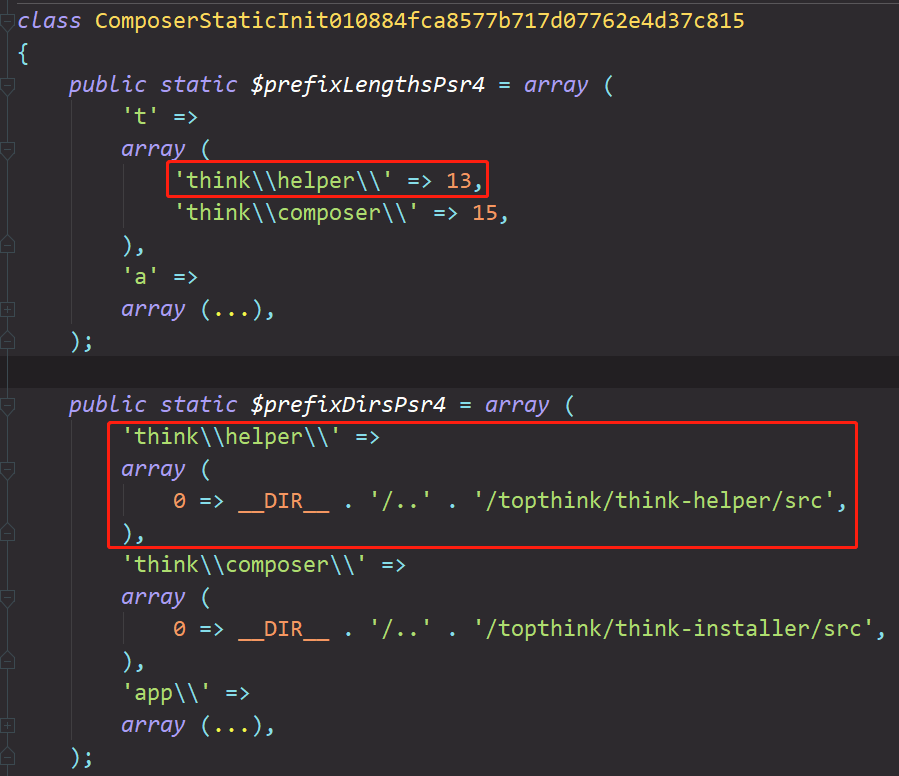 class ComposerStaticInit010884fca8577b717d07762e4d37c815
{
    public static $prefixLengthsPsr4 = array (
        't' =>
        array (
            'think\\helper\\' => 13,
            'think\\composer\\' => 15,
        ),
        'a' =>
        array (...),
    );

    public static $prefixDirsPsr4 = array (
        'think\\helper\\' =>
        array (
            0 => __DIR__ . '/..' . '/topthink/think-helper/src',
        ),
        'think\\composer\\' =>
        array (
            0 => __DIR__ . '/..' . '/topthink/think-installer/src',
        ),
        'app\\' =>
        array (...),
    );